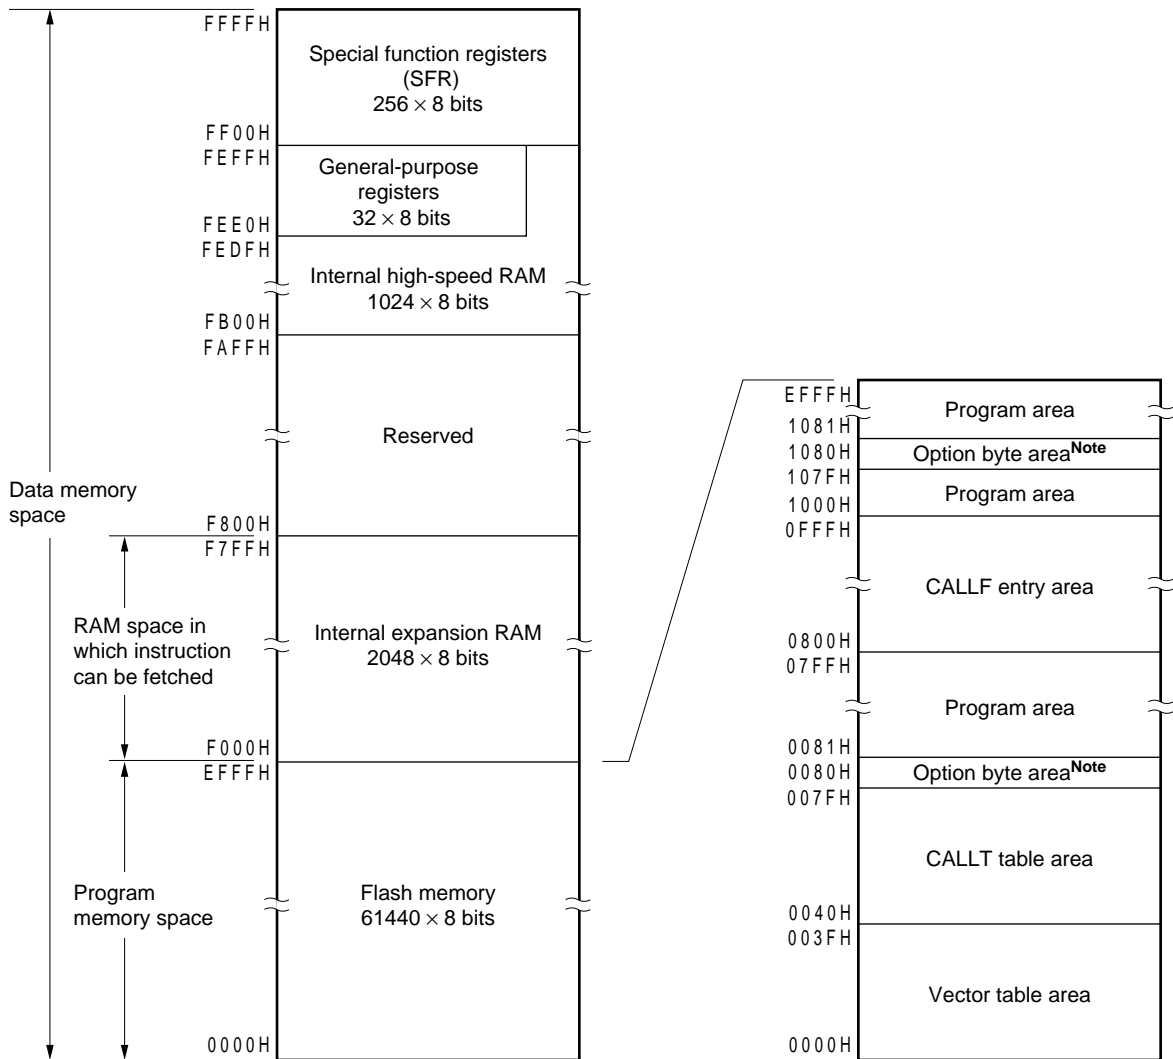 FFFFH
Special function registers
(SFR)
256 × 8 bits
FF00H
FEFFH
General-purpose
registers
32 × 8 bits
FEE0H
FEDFH
Internal high-speed RAM
1024 × 8 bits
FB00H
FAFFH
Reserved
Data memory
space
F800H
F7FFH
RAM space in
which instruction
can be fetched
Internal expansion RAM
2048 × 8 bits
F000H
EFFFH
Program
memory space
Flash memory
61440 × 8 bits
0000H
EFFFH
Program area
1081H
1080H
Option byte areaNote
107FH
Program area
1000H
0FFFH
CALLF entry area
0800H
07FFH
Program area
0081H
0080H
Option byte areaNote
007FH
CALLT table area
0040H
003FH
Vector table area
0000H